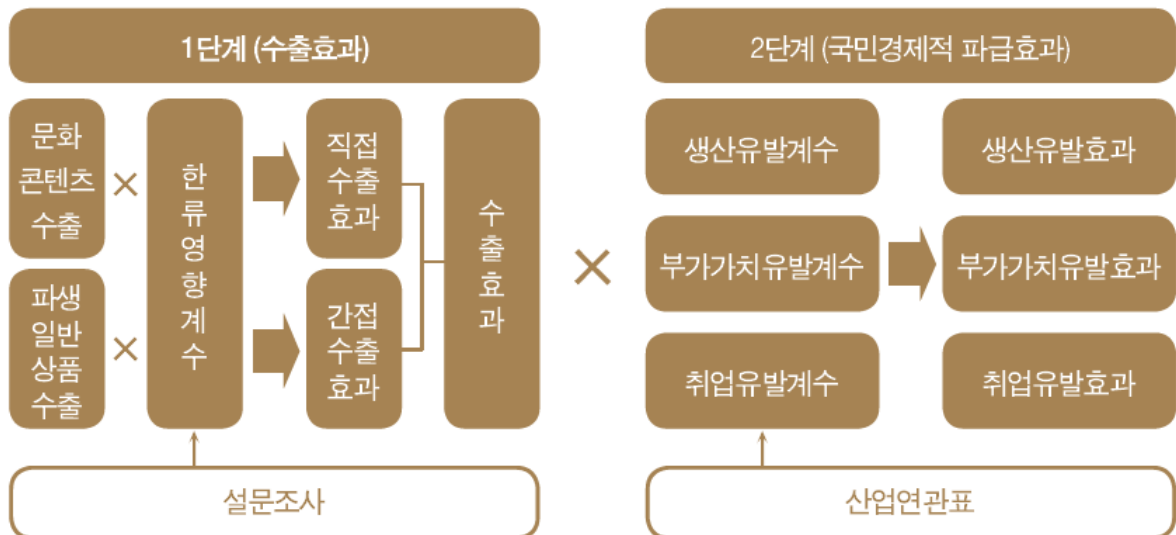 1단계 (수출효과)
문화
콘텐츠
수출
×
파생
일반
상품
수출
×
한
류
영
향
계
수
직접
수출
효과
간접
수출
효과
수
출
효
과
설문조사
×
2단계 (국민경제적 파급효과)
생산유발계수
생산유발효과
부가가치유발계수
부가가치유발효과
취업유발계수
취업유발효과
산업연관표